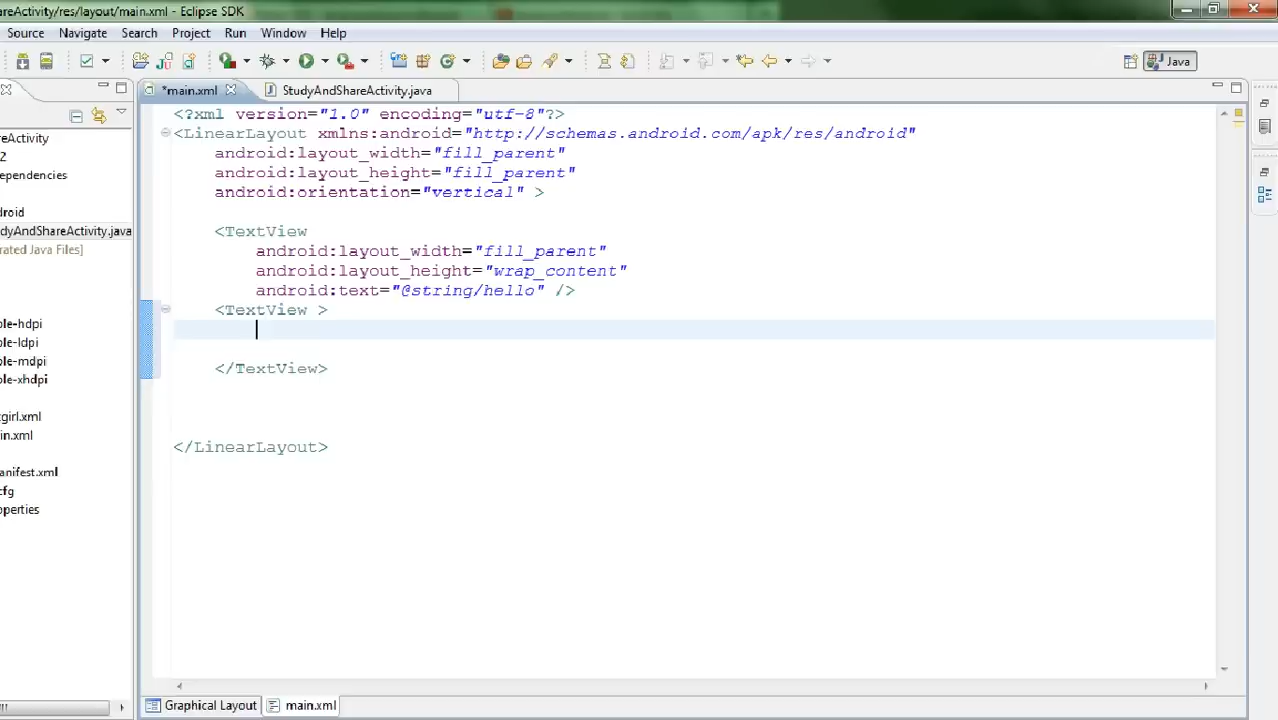 areActivity/res/layout/main.xml - Eclipse SDK
Source Navigate Search Project Run Window Help
Java
*main.xml StudyAndShareActivity.java
reActivity
2
ependencies
droid
dyAndShareActivity.java
rated Java Files]
ble-hdpi
ble-ldpi
ble-mdpi
ble-xhdpi
tgirl.xml
in.xml
anifest.xml
cfg
operties
<?xml version="1.0" encoding="utf-8"?>
<LinearLayout xmlns:android="http://schemas.android.com/apk/res/android"
android:layout_width="fill_parent"
android:layout_height="fill_parent"
android:orientation="vertical" >
<TextView
android:layout_width="fill_parent"
android:layout_height="wrap_content"
android:text="@string/hello" />
<TextView >
</TextView>
</LinearLayout>
Graphical Layout main.xml